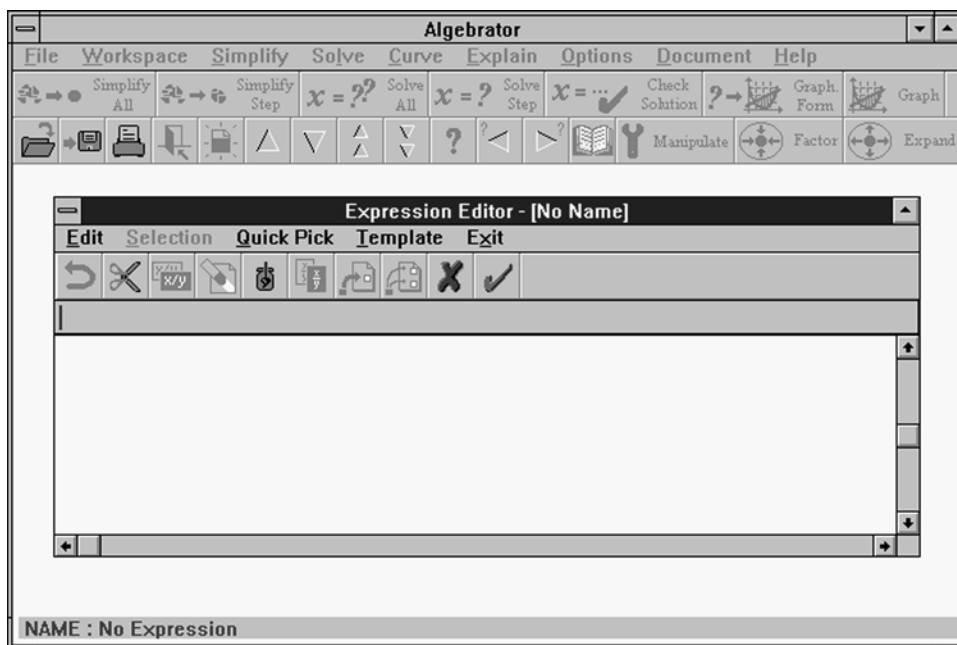 Algebrator
File Workspace Simplify Solve Curve Explain Options Document Help
Simplify All Simplify Step x = ?? Solve All x = ? Solve Step x = ... Check Solution ? Graph. Form Graph
? ? ? Manipulate Factor Expand
Expression Editor - [No Name]
Edit Selection Quick Pick Template Exit
x/y x/y x/y
NAME : No Expression